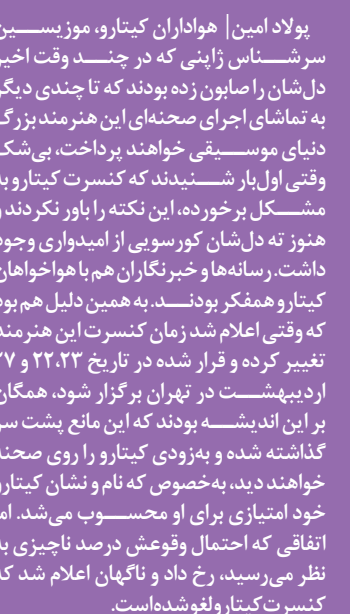 پولاد امین| هواداران کیتارو، موزیسین
سرشناس ژاپنی که در چند وقت اخیر
دل‌شان را صابون زده بودند که تا چندی دیگر
به تماشای اجرای صحنه‌ای این هنرمند بزرگ
دنیای موسیقی خواهند پرداخت، بی‌شک
وقتی اول‌بار شنیدند که کنسرت کیتارو به
مشکل برخورده، این نکته را باور نکردند و
هنوز ته دل‌شان کورسویی از امیدواری وجود
داشت. رسانه‌ها و خبرنگاران هم با هواخواهان
کیتارو همفکر بودند. به همین دلیل هم بود
که وقتی اعلام شد زمان کنسرت این هنرمند
تغییر کرده و قرار شده در تاریخ ۲۲،۲۳ و ۲۷
اردیبهشت در تهران برگزار شود، همگان
بر این اندیشه بودند که این مانع پشت سر
گذاشته شده و به‌زودی کیتارو را روی صحنه
خواهند دید، به‌خصوص که نام و نشان کیتارو
خود امتیازی برای او محسوب می‌شد. اما
اتفاقی که احتمال وقوعش درصد ناچیزی به
نظر می‌رسید، رخ داد و ناگهان اعلام شد که
کنسرت کیتارو لغو شده‌است.